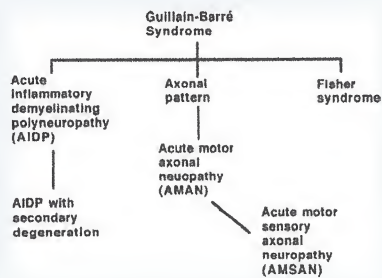 Guillain-Barré
Syndrome
Acute
inflammatory
demyelinating
polyneuropathy
(AIDP)
Axonal
pattern
Fisher
syndrome
Acute motor
axonal
neuopathy
(AMAN)
AIDP with
secondary
degeneration
Acute motor
sensory
axonal
neuropathy
(AMSAN)